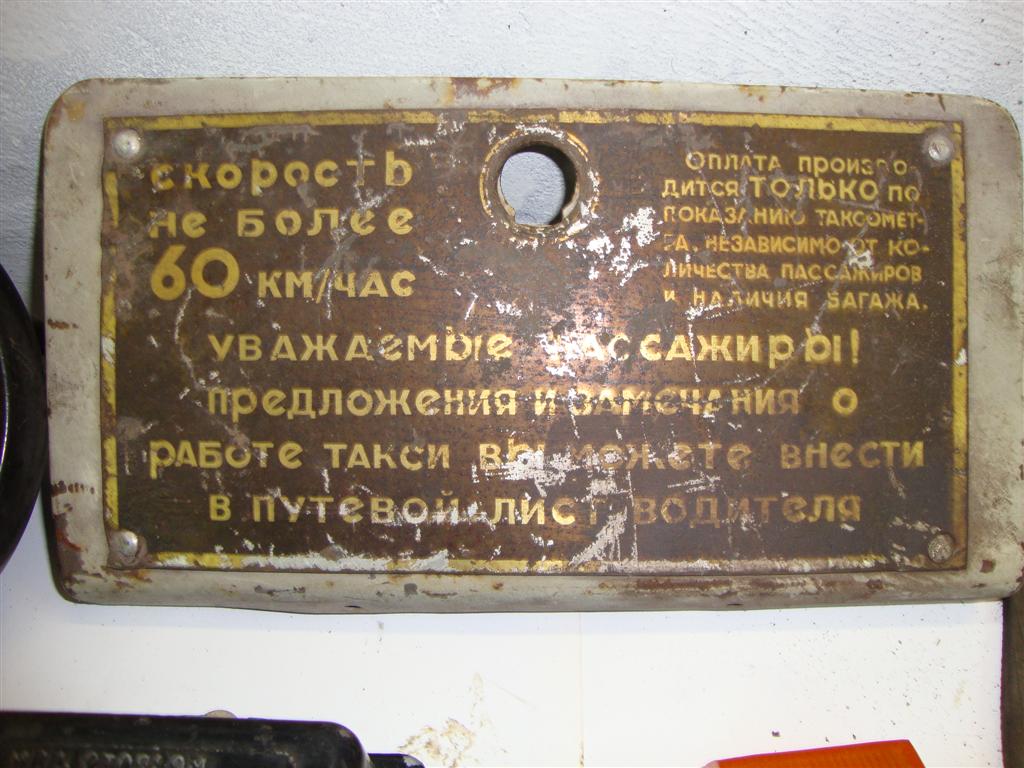 скорость
не более
60 км/час
Оплата произво-
дится ТОЛЬКО по
показанию таксомет-
ра, независимо от ко-
личества пассажиров
и наличия багажа.
уважаемые пассажиры!
предложения и замечания о
работе такси вы можете внести
в путевой лист водителя